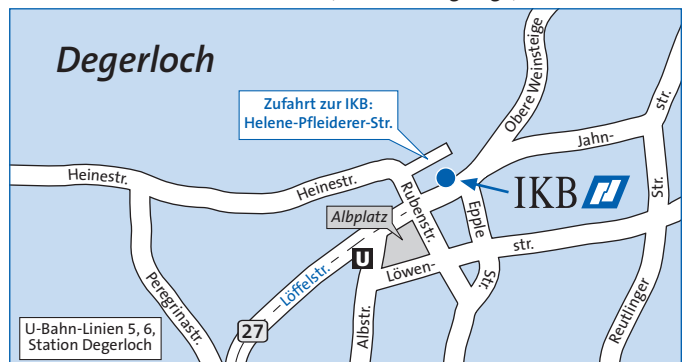 Degerloch
Zufahrt zur IKB:
Helene-Pfleiderer-Str.
Obere Weinsteige
Jahn-
str.
Heinestr.
Heinestr.
Rubenstr.
Epple
Str.
IKB
Str.
Albplatz
str.
Löwen-
U
Löffelstr.
Peregrinastr.
27
Albstr.
Reutlinger
U-Bahn-Linien 5, 6,
Station Degerloch